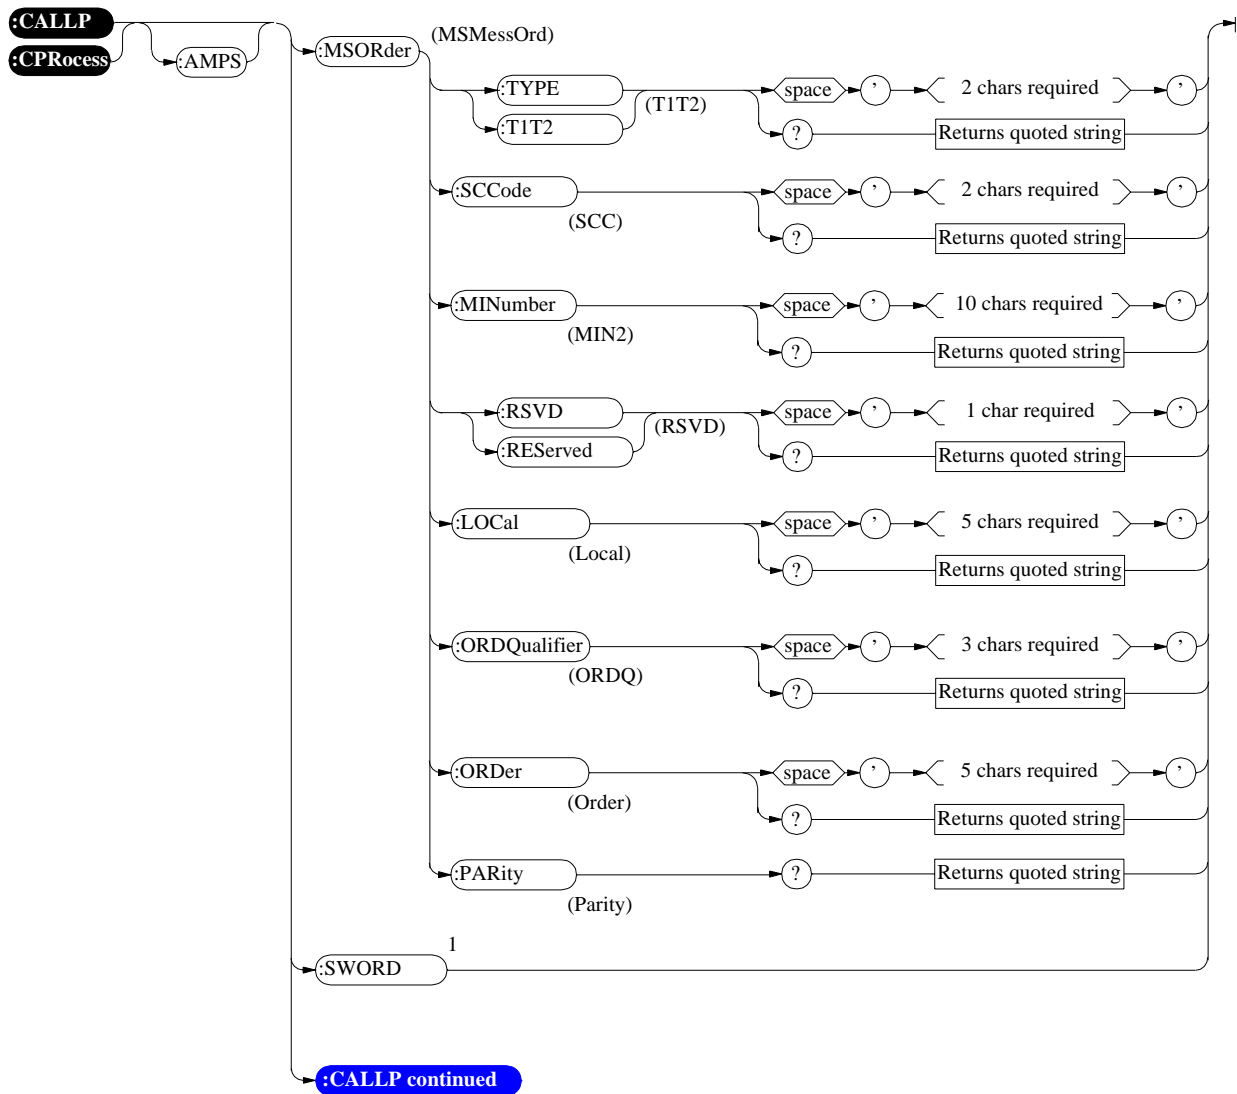 :CALLP
:CPRocess
:AMPS
:MSORder
(MSMessOrd)
:TYPE
:T1T2
(T1T2)
space ' 2 chars required '
? Returns quoted string
:SCCode
(SCC)
space ' 2 chars required '
? Returns quoted string
:MINumber
(MIN2)
space ' 10 chars required '
? Returns quoted string
:RSVD
:REServed
(RSVD)
space ' 1 char required '
? Returns quoted string
:LOCal
(Local)
space ' 5 chars required '
? Returns quoted string
:ORDQualifier
(ORDQ)
space ' 3 chars required '
? Returns quoted string
:ORDer
(Order)
space ' 5 chars required '
? Returns quoted string
:PARity
(Parity)
? Returns quoted string
:SWORD
1
:CALLP continued